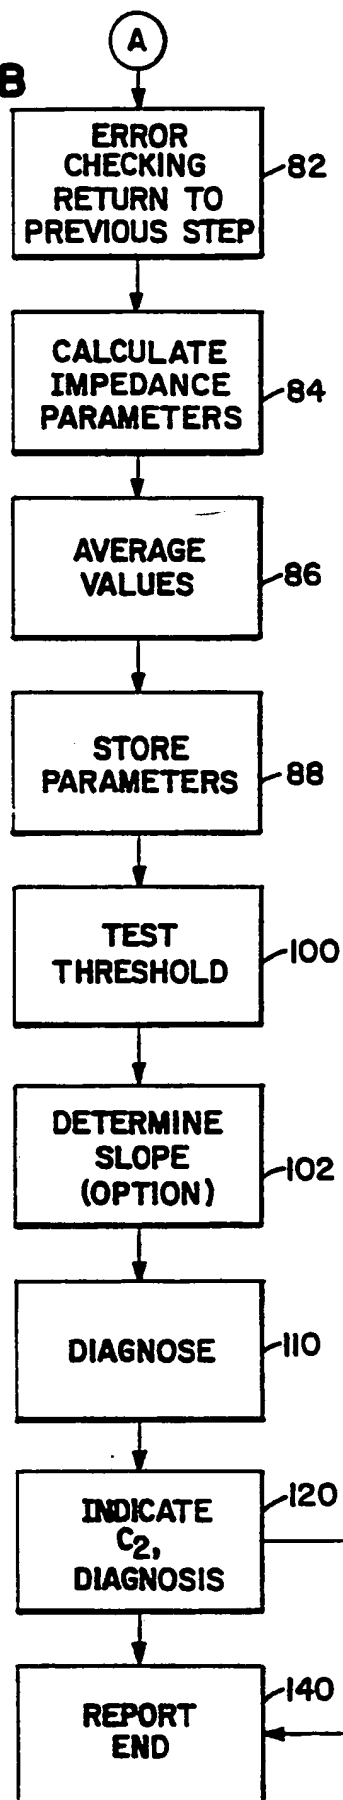 A
B
ERROR
CHECKING
RETURN TO
PREVIOUS STEP
82
CALCULATE
IMPEDANCE
PARAMETERS
84
AVERAGE
VALUES
86
STORE
PARAMETERS
88
TEST
THRESHOLD
100
DETERMINE
SLOPE
(OPTION)
102
DIAGNOSE
110
INDICATE
C2,
DIAGNOSIS
120
REPORT
END
140